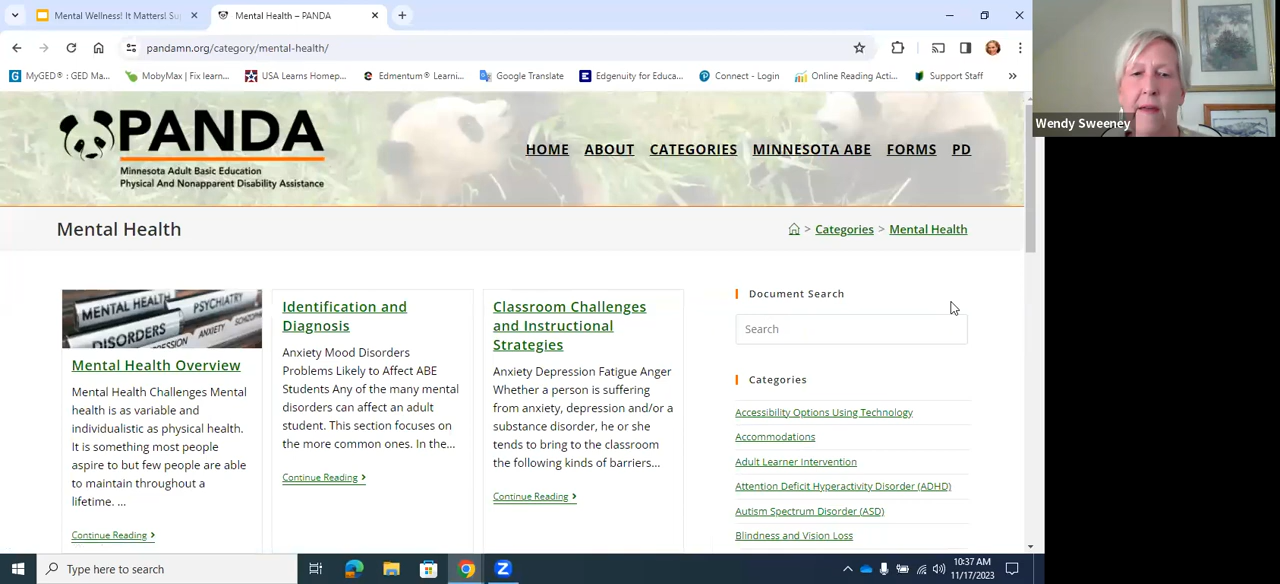 Mental Wellness! It Matters! Su
Mental Health – PANDA
pandamn.org/category/mental-health/
MyGED® : GED Ma...
MobyMax | Fix learn...
USA Learns Homep...
Edmentum® Learni...
Google Translate
Edgenuity for Educa...
Connect - Login
Online Reading Acti...
Support Staff
Wendy Sweeney
PANDA
Minnesota Adult Basic Education
Physical And Nonapparent Disability Assistance
HOME
ABOUT
CATEGORIES
MINNESOTA ABE
FORMS
PD
Mental Health
> Categories > Mental Health
MENTAL HEALTH
PSYCHIATRY
DISORDERS
ANXIETY
Mental Health Overview
Mental Health Challenges Mental
health is as variable and
individualistic as physical health.
It is something most people
aspire to but few people are able
to maintain throughout a
lifetime. ...
Continue Reading >
Identification and
Diagnosis
Anxiety Mood Disorders
Problems Likely to Affect ABE
Students Any of the many mental
disorders can affect an adult
student. This section focuses on
the more common ones. In the...
Continue Reading >
Classroom Challenges
and Instructional
Strategies
Anxiety Depression Fatigue Anger
Whether a person is suffering
from anxiety, depression and/or a
substance disorder, he or she
tends to bring to the classroom
the following kinds of barriers...
Continue Reading >
Document Search
Search
Categories
Accessibility Options Using Technology
Accommodations
Adult Learner Intervention
Attention Deficit Hyperactivity Disorder (ADHD)
Autism Spectrum Disorder (ASD)
Blindness and Vision Loss
Type here to search
10:37 AM
11/17/2023